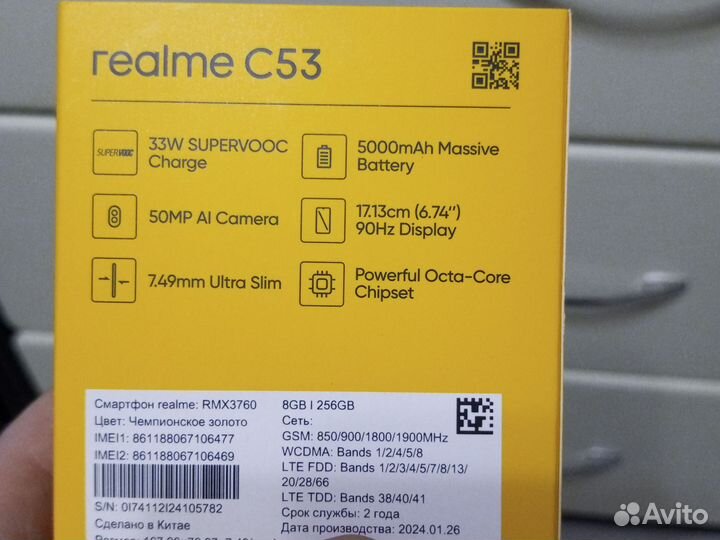 realme C53
SUPERVOOC
33W SUPERVOOC
Charge
5000mAh Massive
Battery
50MP AI Camera
17.13cm (6.74’’)
90Hz Display
7.49mm Ultra Slim
Powerful Octa-Core
Chipset
Смартфон realme: RMX3760
Цвет: Чемпионское золото
IMEI1: 861188067106477
IMEI2: 861188067106469
S/N: 0I74112I24105782
Сделано в Китае
8GB I 256GB
Сеть:
GSM: 850/900/1800/1900MHz
WCDMA: Bands 1/2/4/5/8
LTE FDD: Bands 1/2/3/4/5/7/8/13/
20/28/66
LTE TDD: Bands 38/40/41
Срок службы: 2 года
Дата производства: 2024.01.26
Avito